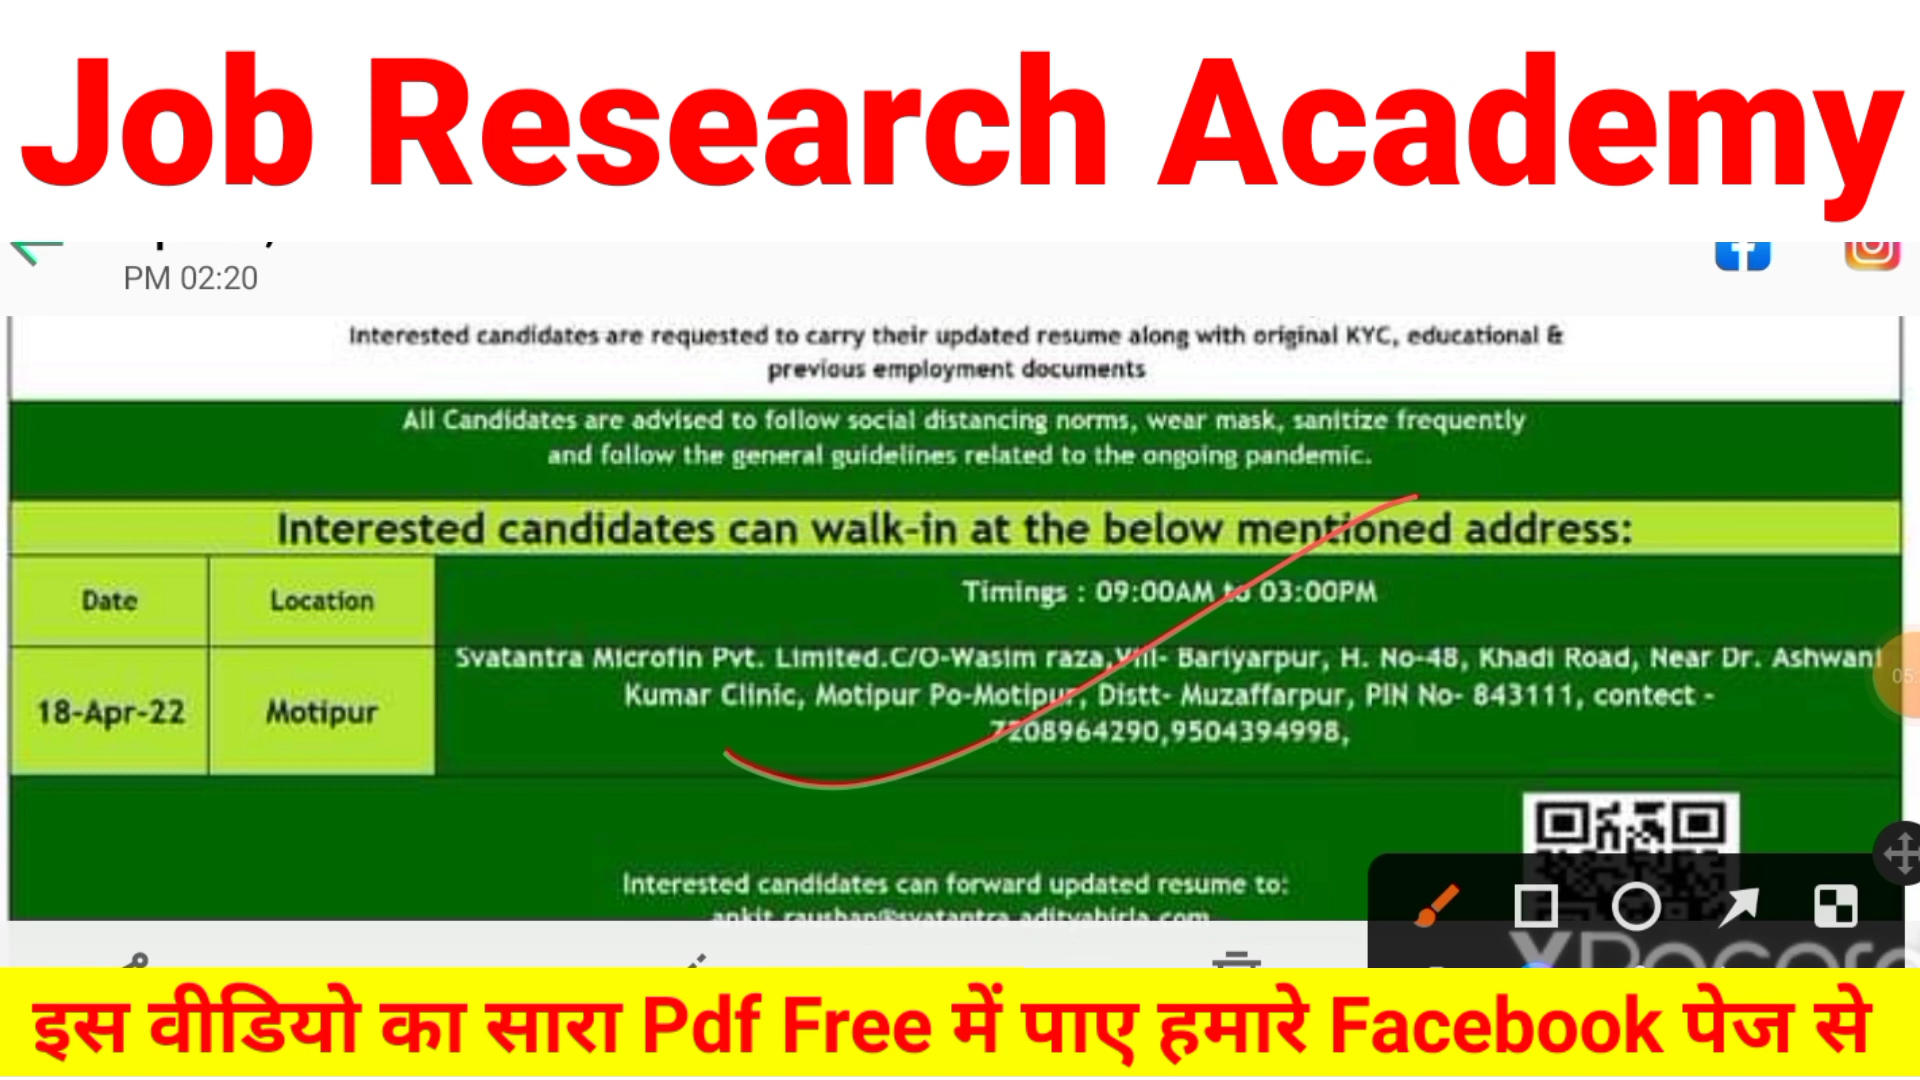 Job Research Academy
PM 02:20
Interested candidates are requested to carry their updated resume along with original KYC, educational &
previous employment documents
All Candidates are advised to follow social distancing norms, wear mask, sanitize frequently
and follow the general guidelines related to the ongoing pandemic.
Interested candidates can walk-in at the below mentioned address:
Date
Location
Timings : 09:00AM to 03:00PM
18-Apr-22
Motipur
Svatantra Microfin Pvt. Limited.C/O-Wasim raza,Vill- Bariyarpur, H. No-48, Khadi Road, Near Dr. Ashwani
Kumar Clinic, Motipur Po-Motipur, Distt- Muzaffarpur, PIN No- 843111, contect -
7208964290,9504394998,
Interested candidates can forward updated resume to:
ankit.raushan@svatantra.adityabirla.com
इस वीडियो का सारा Pdf Free में पाए हमारे Facebook पेज से